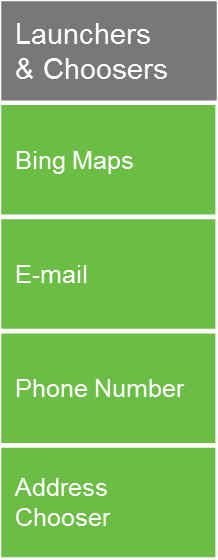 Launchers
& Choosers
Bing Maps
E-mail
Phone Number
Address
Chooser